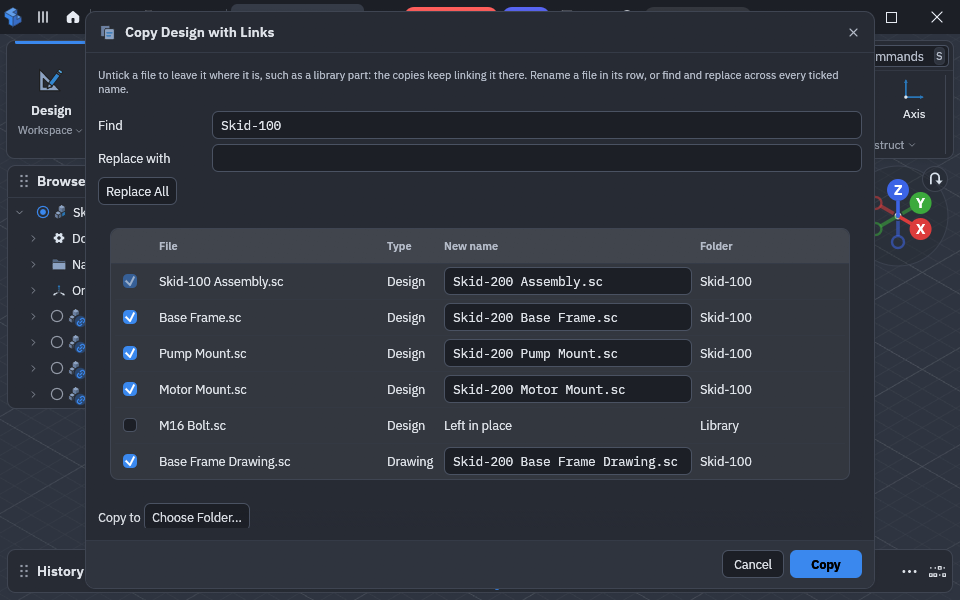 Copy Design with Links
mmands S
Untick a file to leave it where it is, such as a library part: the copies keep linking it there. Rename a file in its row, or find and replace across every ticked
name.
Design
Workspace
Axis
struct
Find Skid-100
Replace with
Replace All
Browse
Sk
Do
Na
Or
Z
Y
X
File Type New name Folder
Skid-100 Assembly.sc Design Skid-200 Assembly.sc Skid-100
Base Frame.sc Design Skid-200 Base Frame.sc Skid-100
Pump Mount.sc Design Skid-200 Pump Mount.sc Skid-100
Motor Mount.sc Design Skid-200 Motor Mount.sc Skid-100
M16 Bolt.sc Design Left in place Library
Base Frame Drawing.sc Drawing Skid-200 Base Frame Drawing.sc Skid-100
Copy to Choose Folder...
Cancel Copy
History